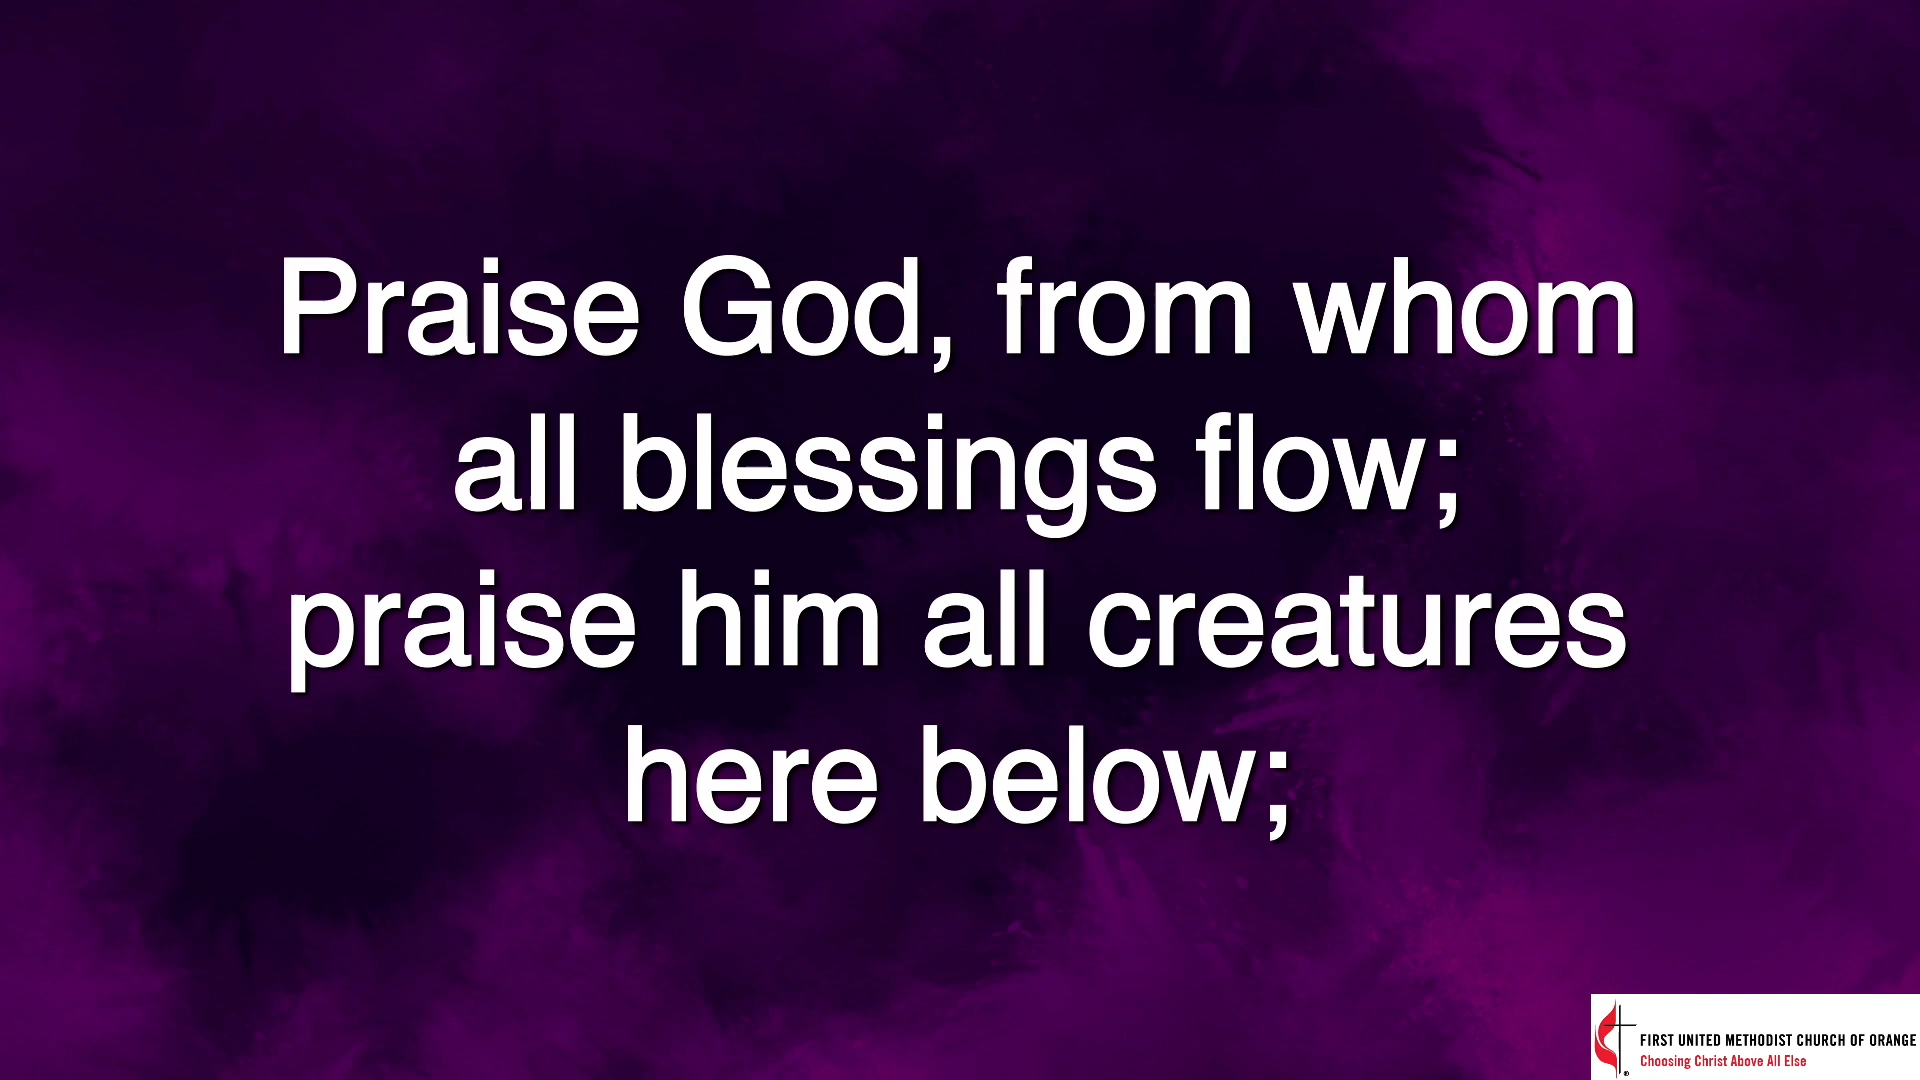 Praise God, from whom
all blessings flow;
praise him all creatures
here below;
FIRST UNITED METHODIST CHURCH OF ORANGE
Choosing Christ Above All Else